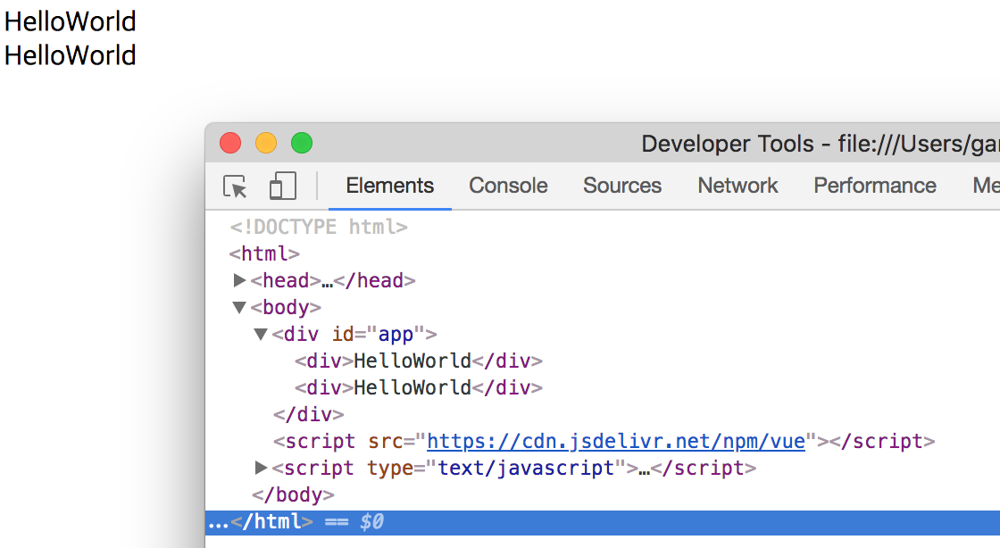 HelloWorld
HelloWorld
Developer Tools - file:///Users/
Elements Console Sources Network Performance
<!DOCTYPE html>
<html>
▶<head>…</head>
▼<body>
▼<div id="app">
<div>HelloWorld</div>
<div>HelloWorld</div>
</div>
<script src="https://cdn.jsdelivr.net/npm/vue"></script>
▶<script type="text/javascript">…</script>
</body>
…</html> == $0